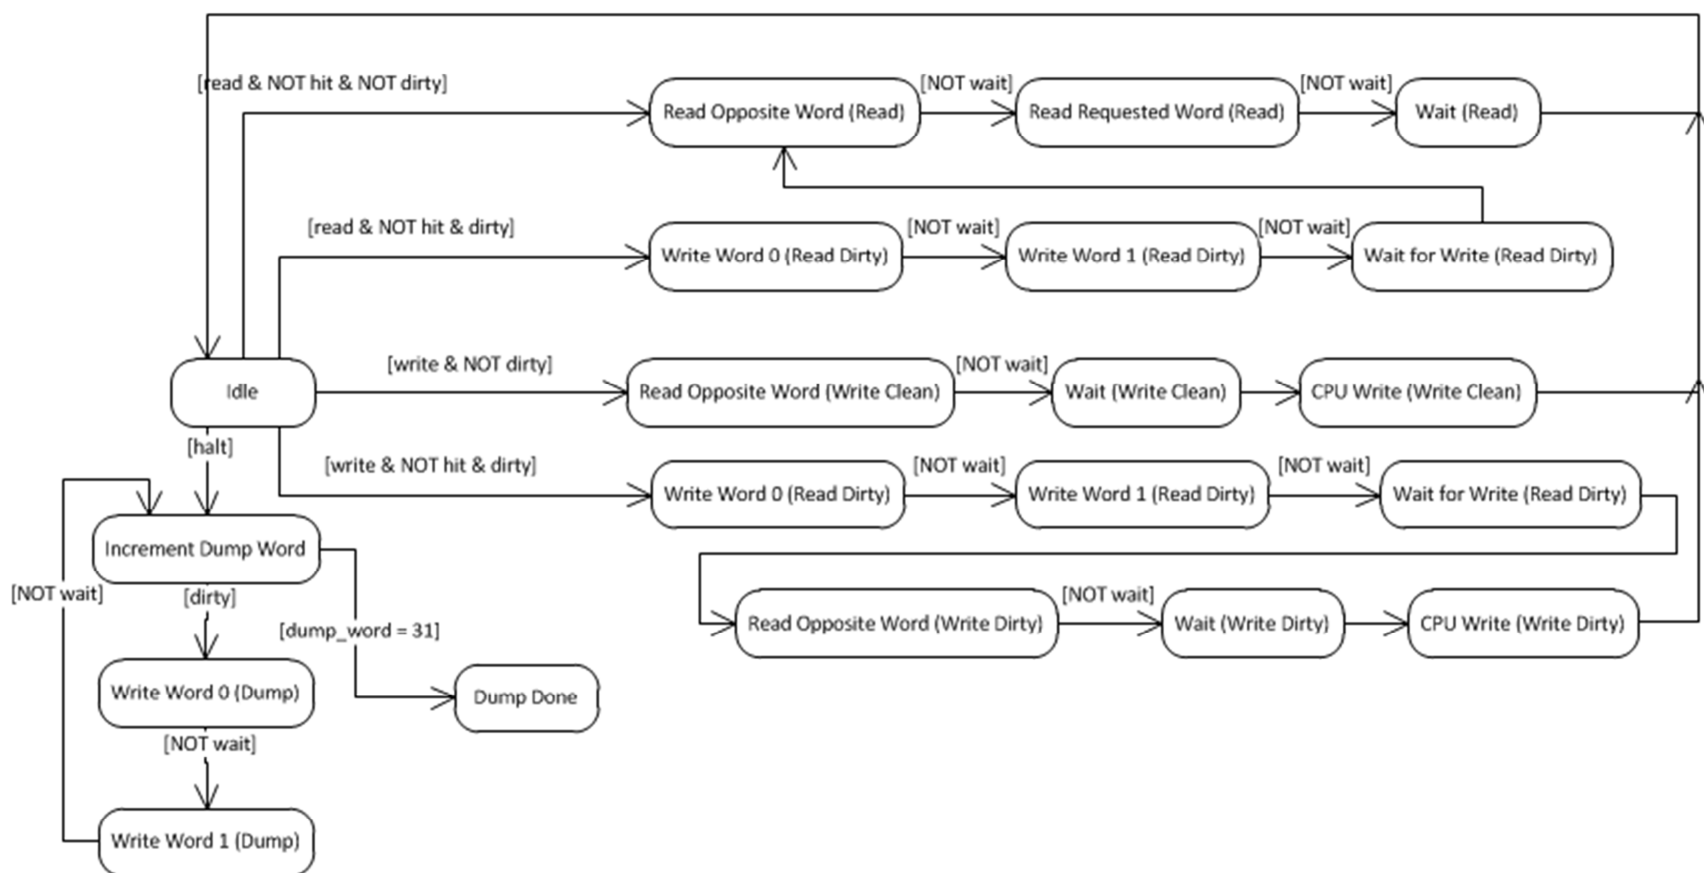 [read & NOT hit & NOT dirty]
[NOT wait]
[NOT wait]
Read Opposite Word (Read)
Read Requested Word (Read)
Wait (Read)
[read & NOT hit & dirty]
[NOT wait]
[NOT wait]
Write Word 0 (Read Dirty)
Write Word 1 (Read Dirty)
Wait for Write (Read Dirty)
[write & NOT dirty]
[NOT wait]
Idle
Read Opposite Word (Write Clean)
Wait (Write Clean)
CPU Write (Write Clean)
[halt]
[write & NOT hit & dirty]
[NOT wait]
[NOT wait]
Write Word 0 (Read Dirty)
Write Word 1 (Read Dirty)
Wait for Write (Read Dirty)
Increment Dump Word
[NOT wait]
[dirty]
[NOT wait]
[dump_word = 31]
Read Opposite Word (Write Dirty)
Wait (Write Dirty)
CPU Write (Write Dirty)
Write Word 0 (Dump)
Dump Done
[NOT wait]
Write Word 1 (Dump)